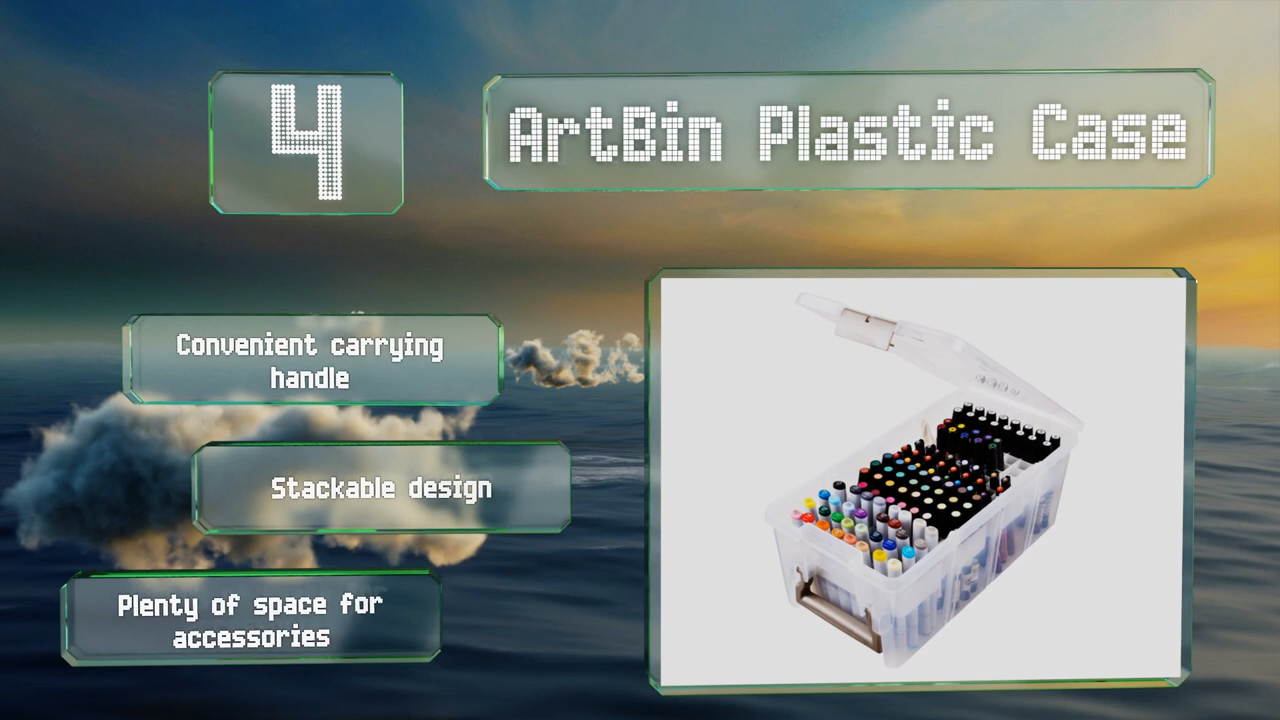 4
ArtBin Plastic Case
Convenient carrying
handle
Stackable design
Plenty of space for
accessories